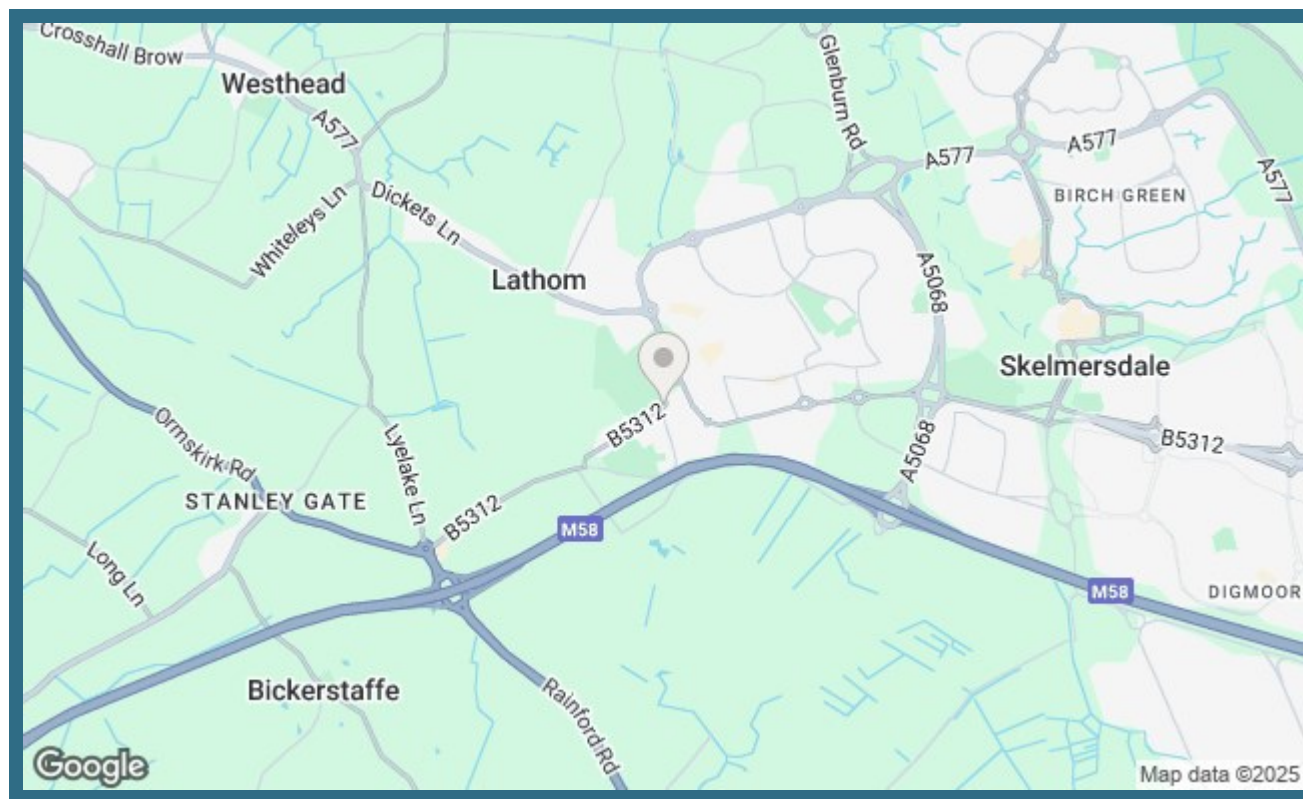 Crosshall Brow
Westhead
A577
Glenburn Rd
A577
A577
A577
BIRCH GREEN
Whiteleys Ln
Dickets Ln
Lathom
A5068
Skelmersdale
B5312
B5312
A5068
Ormskirk Rd
Lyelake Ln
STANLEY GATE
B5312
M58
Long Ln
M58
DIGMOOR
Bickerstaffe
Rainford Rd
Google
Map data ©2025